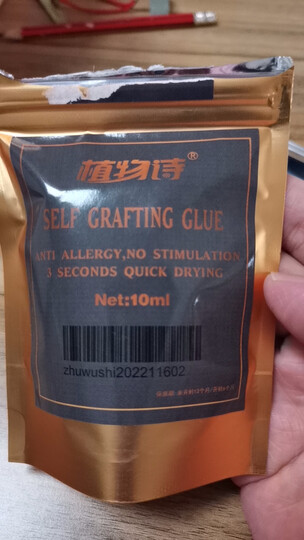 植物诗®
SELF GRAFTING GLUE
ANTI ALLERGY,NO STIMULATION
3 SECONDS QUICK DRYING
Net:10ml
zhuwushi202211602